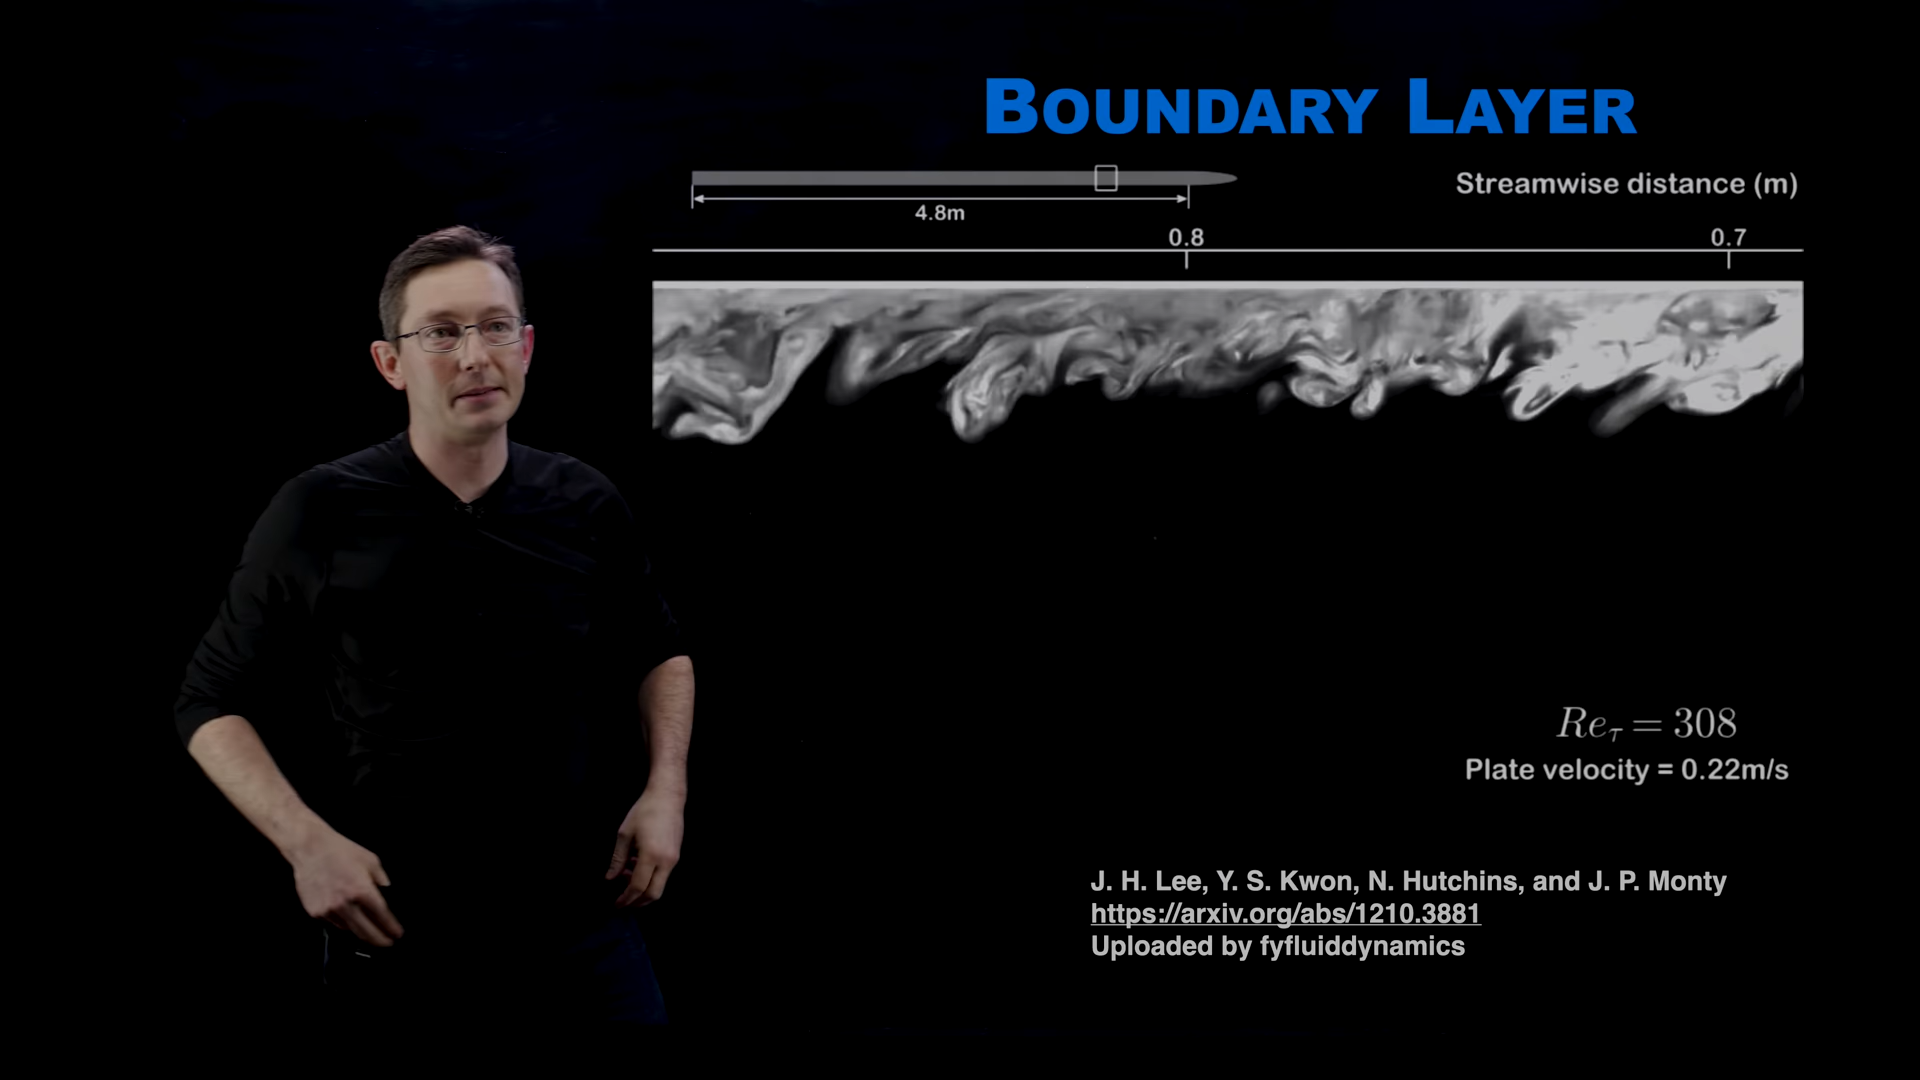 BOUNDARY LAYER
Streamwise distance (m)
4.8m
0.8
0.7
Re_τ = 308
Plate velocity = 0.22m/s
J. H. Lee, Y. S. Kwon, N. Hutchins, and J. P. Monty
https://arxiv.org/abs/1210.3881
Uploaded by fyfluiddynamics